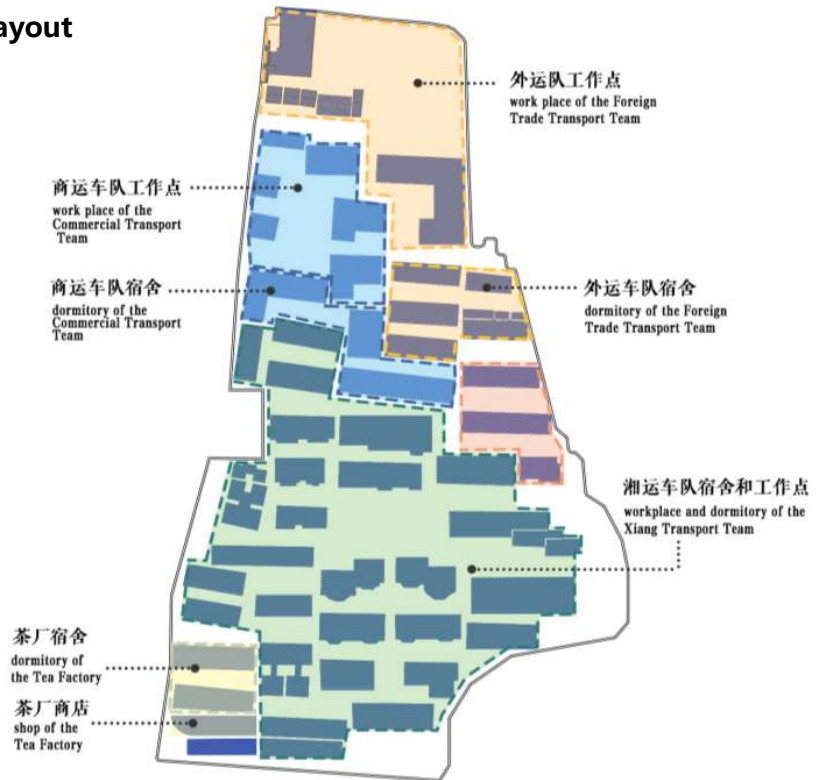 ayout
外运队工作点
work place of the Foreign
Trade Transport Team
商运车队工作点
work place of the
Commercial Transport
Team
商运车队宿舍
dormitory of the
Commercial Transport
Team
外运车队宿舍
dormitory of the Foreign
Trade Transport Team
湘运车队宿舍和工作点
workplace and dormitory of the
Xiang Transport Team
茶厂宿舍
dormitory of
the Tea Factory
茶厂商店
shop of the
Tea Factory